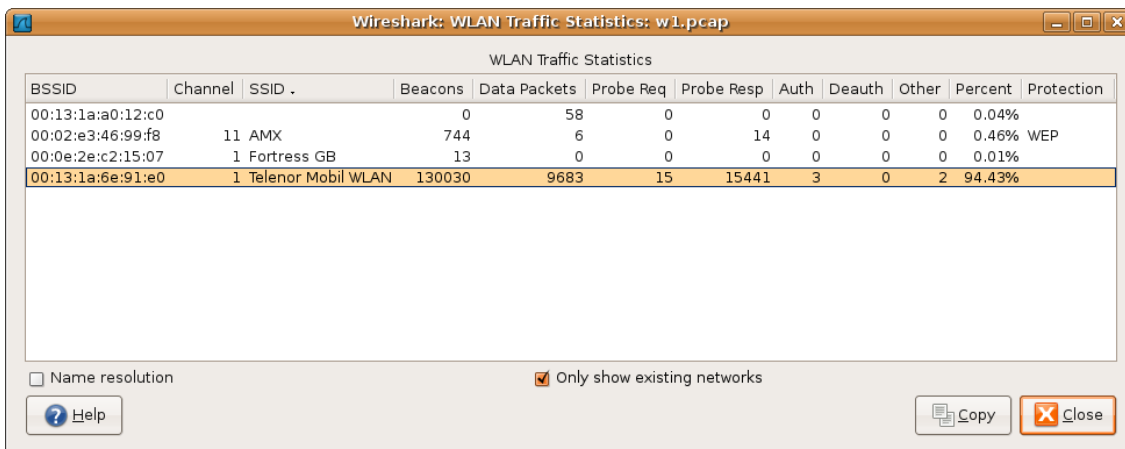 Wireshark: WLAN Traffic Statistics: w1.pcap
WLAN Traffic Statistics
BSSID Channel SSID Beacons Data Packets Probe Req Probe Resp Auth Deauth Other Percent Protection
00:13:1a:a0:12:c0 0 58 0 0 0 0 0 0.04%
00:02:e3:46:99:f8 11 AMX 744 6 0 14 0 0 0 0.46% WEP
00:0e:2e:c2:15:07 1 Fortress GB 13 0 0 0 0 0 0 0.01%
00:13:1a:6e:91:e0 1 Telenor Mobil WLAN 130030 9683 15 15441 3 0 2 94.43%
Name resolution Only show existing networks
Help Copy Close